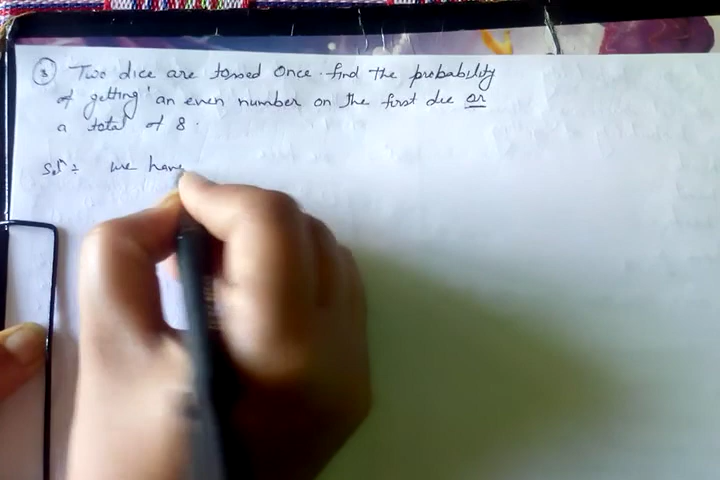 3 Two dice are tossed once. find the probability
of getting an even number on the first die or
a total of 8.
Solⁿ: we have